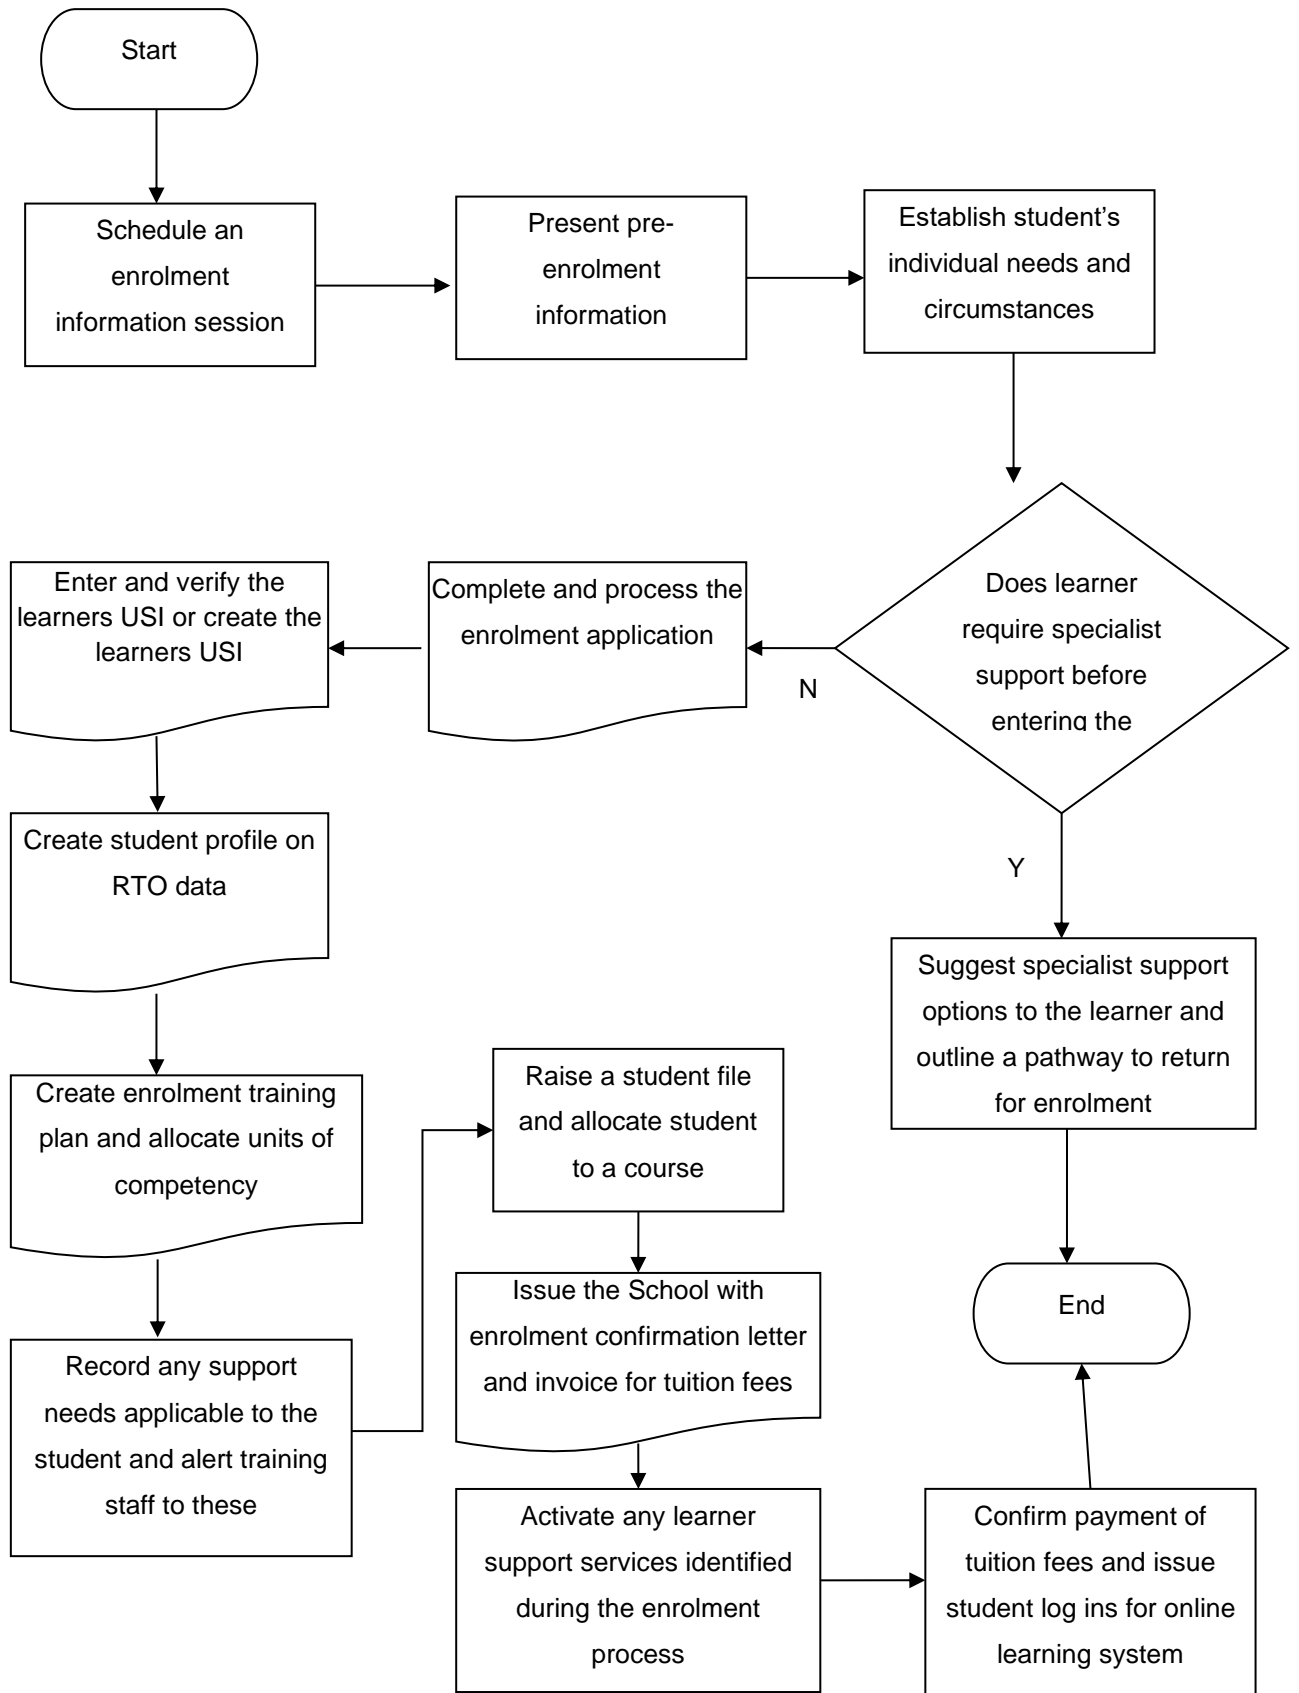 Start
Schedule an
enrolment
information session
Present pre-
enrolment
information
Establish student’s
individual needs and
circumstances
Does learner
require specialist
support before
entering the
N
Y
Complete and process the
enrolment application
Enter and verify the
learners USI or create the
learners USI
Create student profile on
RTO data
Create enrolment training
plan and allocate units of
competency
Record any support
needs applicable to the
student and alert training
staff to these
Raise a student file
and allocate student
to a course
Issue the School with
enrolment confirmation letter
and invoice for tuition fees
Activate any learner
support services identified
during the enrolment
process
Confirm payment of
tuition fees and issue
student log ins for online
learning system
Suggest specialist support
options to the learner and
outline a pathway to return
for enrolment
End